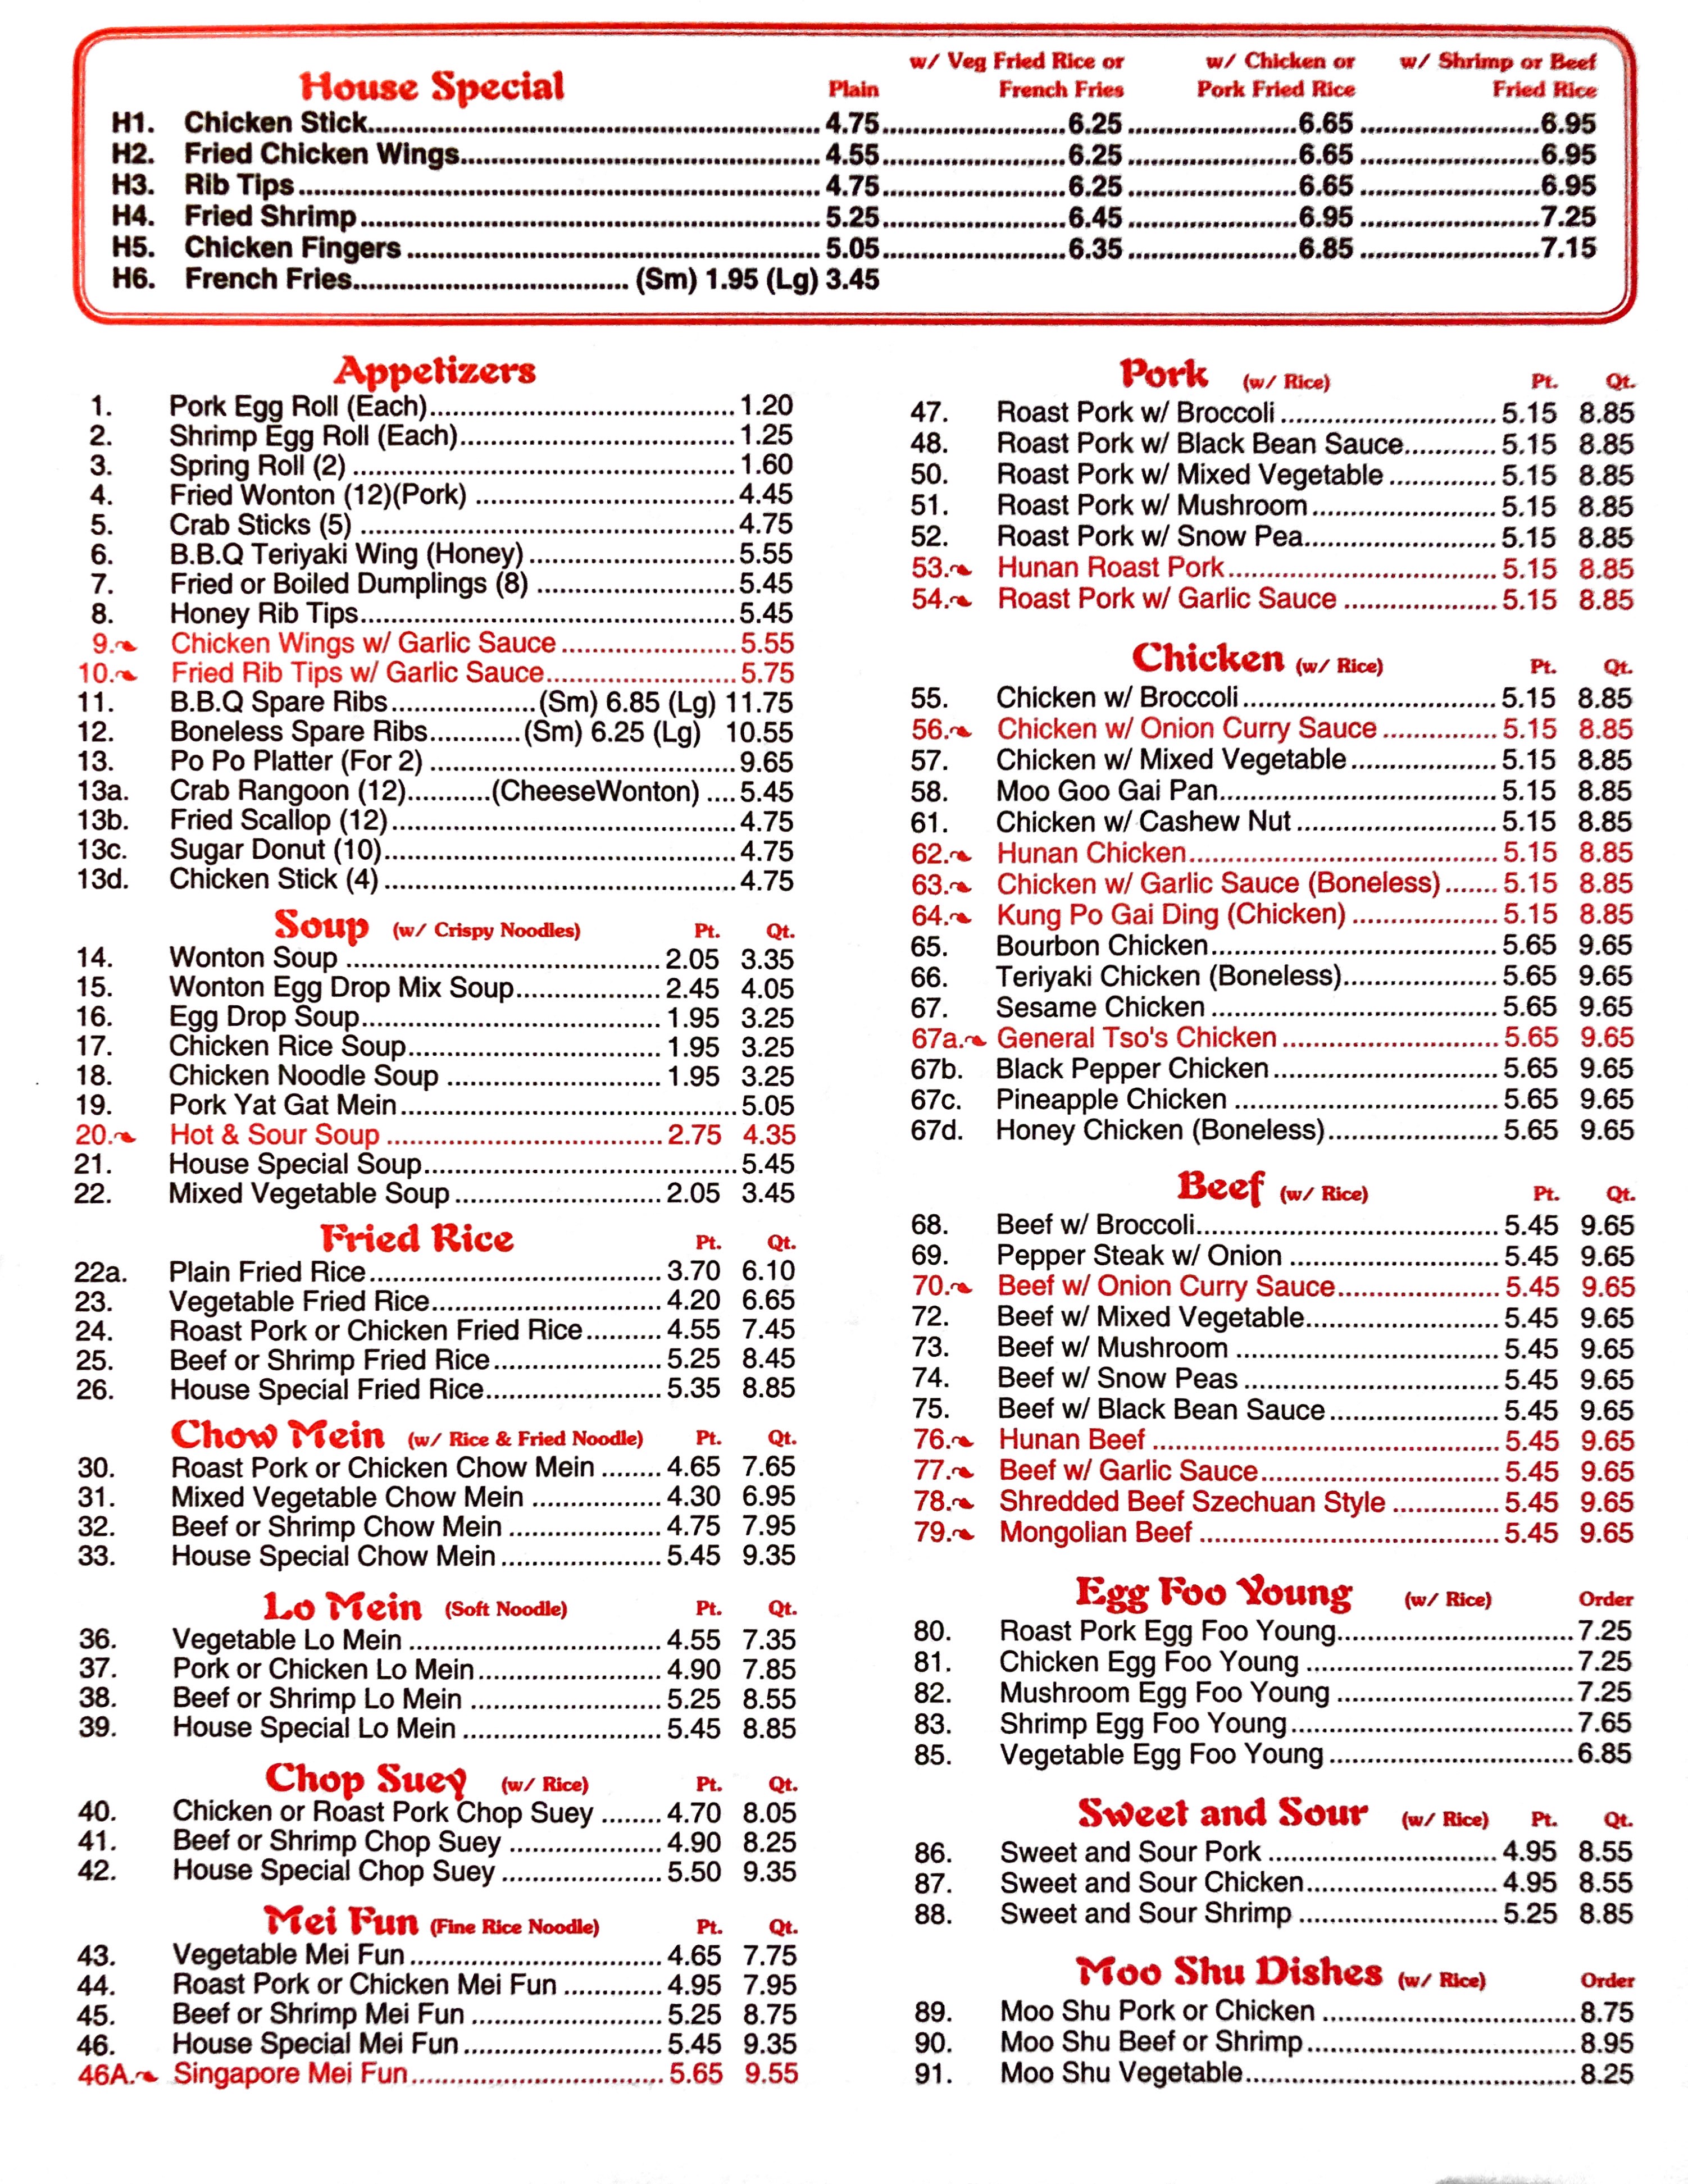 House Special Plain w/ Veg Fried Rice or French Fries w/ Chicken or Pork Fried Rice w/ Shrimp or Beef Fried Rice
H1. Chicken Stick 4.75 6.25 6.65 6.95
H2. Fried Chicken Wings 4.55 6.25 6.65 6.95
H3. Rib Tips 4.75 6.25 6.65 6.95
H4. Fried Shrimp 5.25 6.45 6.95 7.25
H5. Chicken Fingers 5.05 6.35 6.85 7.15
H6. French Fries (Sm) 1.95 (Lg) 3.45
Appetizers
1. Pork Egg Roll (Each) 1.20
2. Shrimp Egg Roll (Each) 1.25
3. Spring Roll (2) 1.60
4. Fried Wonton (12)(Pork) 4.45
5. Crab Sticks (5) 4.75
6. B.B.Q Teriyaki Wing (Honey) 5.55
7. Fried or Boiled Dumplings (8) 5.45
8. Honey Rib Tips 5.45
9. Chicken Wings w/ Garlic Sauce 5.55
10. Fried Rib Tips w/ Garlic Sauce 5.75
11. B.B.Q Spare Ribs (Sm) 6.85 (Lg) 11.75
12. Boneless Spare Ribs (Sm) 6.25 (Lg) 10.55
13. Po Po Platter (For 2) 9.65
13a. Crab Rangoon (12) (CheeseWonton) 5.45
13b. Fried Scallop (12) 4.75
13c. Sugar Donut (10) 4.75
13d. Chicken Stick (4) 4.75
Soup (w/ Crispy Noodles) Pt. Qt.
14. Wonton Soup 2.05 3.35
15. Wonton Egg Drop Mix Soup 2.45 4.05
16. Egg Drop Soup 1.95 3.25
17. Chicken Rice Soup 1.95 3.25
18. Chicken Noodle Soup 1.95 3.25
19. Pork Yat Gat Mein 5.05
20. Hot & Sour Soup 2.75 4.35
21. House Special Soup 5.45
22. Mixed Vegetable Soup 2.05 3.45
Fried Rice Pt. Qt.
22a. Plain Fried Rice 3.70 6.10
23. Vegetable Fried Rice 4.20 6.65
24. Roast Pork or Chicken Fried Rice 4.55 7.45
25. Beef or Shrimp Fried Rice 5.25 8.45
26. House Special Fried Rice 5.35 8.85
Chow Mein (w/ Rice & Fried Noodle) Pt. Qt.
30. Roast Pork or Chicken Chow Mein 4.65 7.65
31. Mixed Vegetable Chow Mein 4.30 6.95
32. Beef or Shrimp Chow Mein 4.75 7.95
33. House Special Chow Mein 5.45 9.35
Lo Mein (Soft Noodle) Pt. Qt.
36. Vegetable Lo Mein 4.55 7.35
37. Pork or Chicken Lo Mein 4.90 7.85
38. Beef or Shrimp Lo Mein 5.25 8.55
39. House Special Lo Mein 5.45 8.85
Chop Suey (w/ Rice) Pt. Qt.
40. Chicken or Roast Pork Chop Suey 4.70 8.05
41. Beef or Shrimp Chop Suey 4.90 8.25
42. House Special Chop Suey 5.50 9.35
Mei Fun (Fine Rice Noodle) Pt. Qt.
43. Vegetable Mei Fun 4.65 7.75
44. Roast Pork or Chicken Mei Fun 4.95 7.95
45. Beef or Shrimp Mei Fun 5.25 8.75
46. House Special Mei Fun 5.45 9.35
46A. Singapore Mei Fun 5.65 9.55
Pork (w/ Rice) Pt. Qt.
47. Roast Pork w/ Broccoli 5.15 8.85
48. Roast Pork w/ Black Bean Sauce 5.15 8.85
50. Roast Pork w/ Mixed Vegetable 5.15 8.85
51. Roast Pork w/ Mushroom 5.15 8.85
52. Roast Pork w/ Snow Pea 5.15 8.85
53. Hunan Roast Pork 5.15 8.85
54. Roast Pork w/ Garlic Sauce 5.15 8.85
Chicken (w/ Rice) Pt. Qt.
55. Chicken w/ Broccoli 5.15 8.85
56. Chicken w/ Onion Curry Sauce 5.15 8.85
57. Chicken w/ Mixed Vegetable 5.15 8.85
58. Moo Goo Gai Pan 5.15 8.85
61. Chicken w/ Cashew Nut 5.15 8.85
62. Hunan Chicken 5.15 8.85
63. Chicken w/ Garlic Sauce (Boneless) 5.15 8.85
64. Kung Po Gai Ding (Chicken) 5.15 8.85
65. Bourbon Chicken 5.65 9.65
66. Teriyaki Chicken (Boneless) 5.65 9.65
67. Sesame Chicken 5.65 9.65
67a. General Tso's Chicken 5.65 9.65
67b. Black Pepper Chicken 5.65 9.65
67c. Pineapple Chicken 5.65 9.65
67d. Honey Chicken (Boneless) 5.65 9.65
Beef (w/ Rice) Pt. Qt.
68. Beef w/ Broccoli 5.45 9.65
69. Pepper Steak w/ Onion 5.45 9.65
70. Beef w/ Onion Curry Sauce 5.45 9.65
72. Beef w/ Mixed Vegetable 5.45 9.65
73. Beef w/ Mushroom 5.45 9.65
74. Beef w/ Snow Peas 5.45 9.65
75. Beef w/ Black Bean Sauce 5.45 9.65
76. Hunan Beef 5.45 9.65
77. Beef w/ Garlic Sauce 5.45 9.65
78. Shredded Beef Szechuan Style 5.45 9.65
79. Mongolian Beef 5.45 9.65
Egg Foo Young (w/ Rice) Order
80. Roast Pork Egg Foo Young 7.25
81. Chicken Egg Foo Young 7.25
82. Mushroom Egg Foo Young 7.25
83. Shrimp Egg Foo Young 7.65
85. Vegetable Egg Foo Young 6.85
Sweet and Sour (w/ Rice) Pt. Qt.
86. Sweet and Sour Pork 4.95 8.55
87. Sweet and Sour Chicken 4.95 8.55
88. Sweet and Sour Shrimp 5.25 8.85
Moo Shu Dishes (w/ Rice) Order
89. Moo Shu Pork or Chicken 8.75
90. Moo Shu Beef or Shrimp 8.95
91. Moo Shu Vegetable 8.25